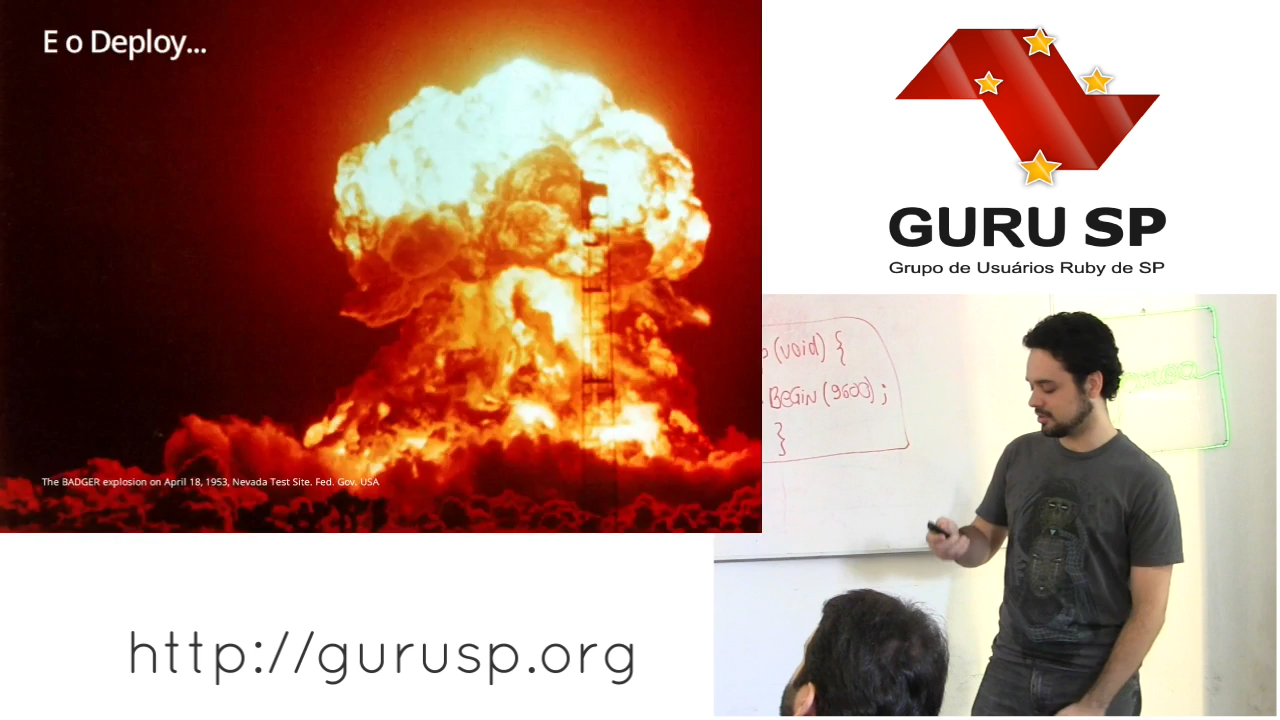 E o Deploy...
The BADGER explosion on April 18, 1953, Nevada Test Site. Fed. Gov. USA
GURU SP
Grupo de Usuários Ruby de SP
(void) {
BEGIN (9600);
}
http://gurusp.org